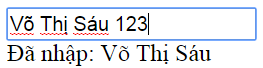 Võ Thị Sáu 123
Đã nhập: Võ Thị Sáu